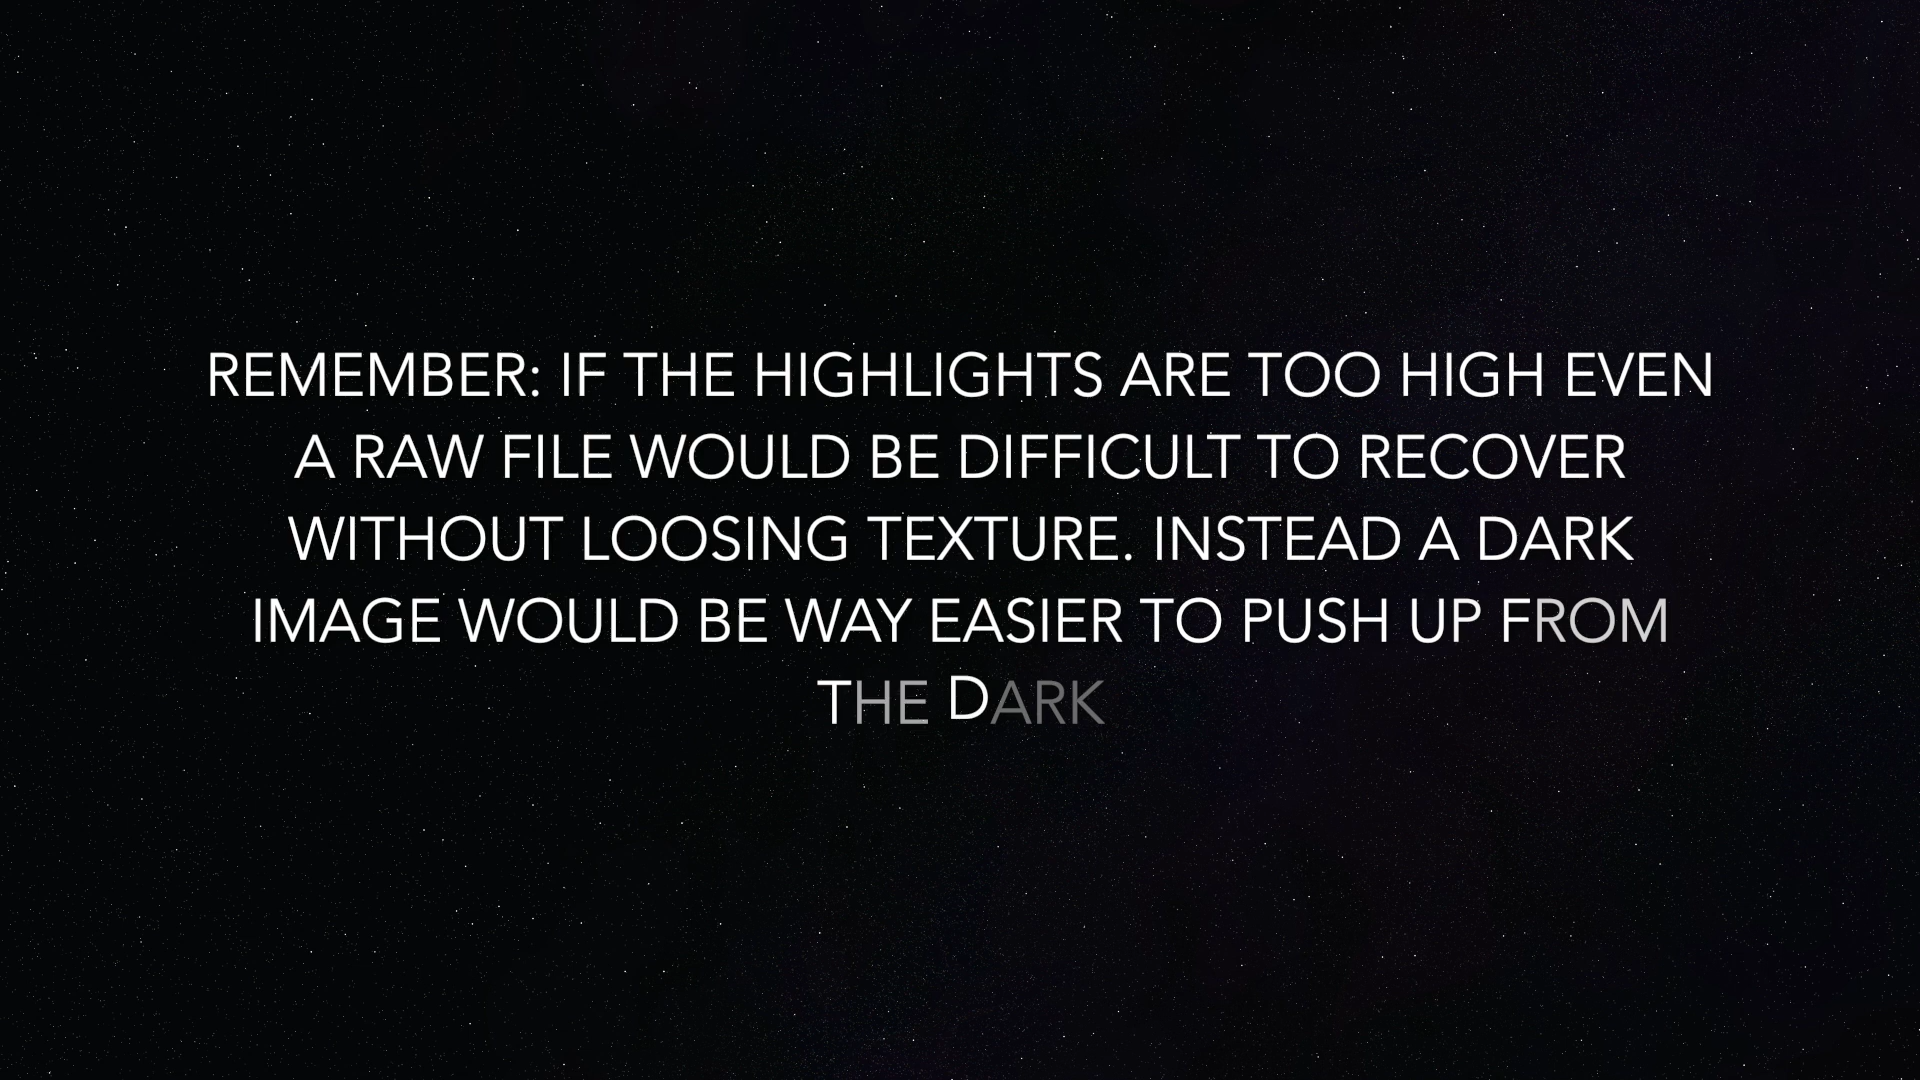 REMEMBER: IF THE HIGHLIGHTS ARE TOO HIGH EVEN
A RAW FILE WOULD BE DIFFICULT TO RECOVER
WITHOUT LOOSING TEXTURE. INSTEAD A DARK
IMAGE WOULD BE WAY EASIER TO PUSH UP FROM
THE DARK